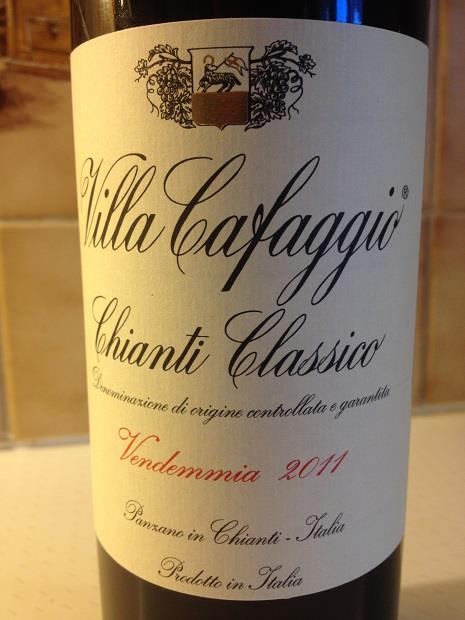 Villa Cafaggio®
Chianti Classico
Denominazione di origine controllata e garantita
Vendemmia 2011
Panzano in Chianti - Italia
Prodotto in Italia